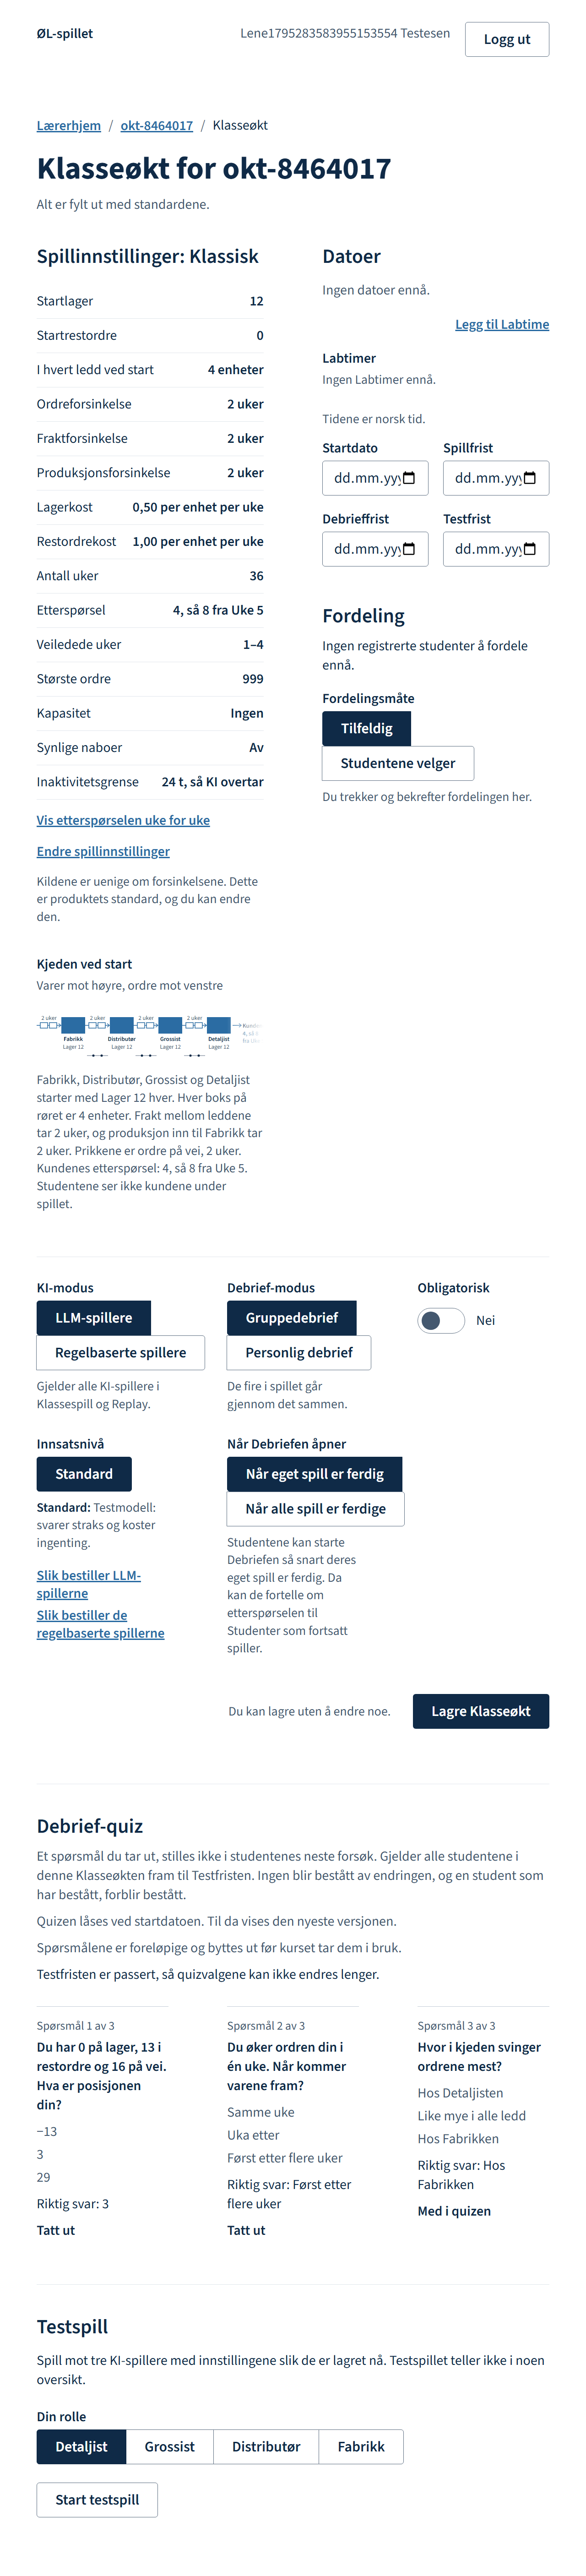 ØL-spillet
Lene1795283583955153554 Testesen
Logg ut
Lærerhjem / okt-8464017 / Klasseøkt
Klasseøkt for okt-8464017
Alt er fylt ut med standardene.
Spillinnstillinger: Klassisk
Startlager 12
Startrestordre 0
I hvert ledd ved start 4 enheter
Ordreforsinkelse 2 uker
Fraktforsinkelse 2 uker
Produksjonsforsinkelse 2 uker
Lagerkost 0,50 per enhet per uke
Restordrekost 1,00 per enhet per uke
Antall uker 36
Etterspørsel 4, så 8 fra Uke 5
Veiledede uker 1–4
Største ordre 999
Kapasitet Ingen
Synlige naboer Av
Inaktivitetsgrense 24 t, så KI overtar
Vis etterspørselen uke for uke
Endre spillinnstillinger
Kildene er uenige om forsinkelsene. Dette
er produktets standard, og du kan endre
den.
Kjeden ved start
Varer mot høyre, ordre mot venstre
2 uker 2 uker 2 uker 2 uker
Fabrikk Distributør Grossist Detaljist
Lager 12 Lager 12 Lager 12 Lager 12
Fabrikk, Distributør, Grossist og Detaljist
starter med Lager 12 hver. Hver boks på
røret er 4 enheter. Frakt mellom leddene
tar 2 uker, og produksjon inn til Fabrikk tar
2 uker. Prikkene er ordre på vei, 2 uker.
Kundenes etterspørsel: 4, så 8 fra Uke 5.
Studentene ser ikke kundene under
spillet.
Datoer
Ingen datoer ennå.
Legg til Labtime
Labtimer
Ingen Labtimer ennå.
Tidene er norsk tid.
Startdato Spillfrist
dd.mm.yyy dd.mm.yyy
Debrieffrist Testfrist
dd.mm.yyy dd.mm.yyy
Fordeling
Ingen registrerte studenter å fordele
ennå.
Fordelingsmåte
Tilfeldig
Studentene velger
Du trekker og bekrefter fordelingen her.
KI-modus
LLM-spillere
Regelbaserte spillere
Gjelder alle KI-spillere i
Klassespill og Replay.
Debrief-modus
Gruppedebrief
Personlig debrief
De fire i spillet går
gjennom det sammen.
Obligatorisk
Nei
Innsatsnivå
Standard
Standard: Testmodell:
svarer straks og koster
ingenting.
Slik bestiller LLM-
spillerne
Slik bestiller de
regelbaserte spillerne
Når Debriefen åpner
Når eget spill er ferdig
Når alle spill er ferdige
Studentene kan starte
Debriefen så snart deres
eget spill er ferdig. Da
kan de fortelle om
etterspørselen til
Studenter som fortsatt
spiller.
Du kan lagre uten å endre noe.
Lagre Klasseøkt
Debrief-quiz
Et spørsmål du tar ut, stilles ikke i studentenes neste forsøk. Gjelder alle studentene i
denne Klasseøkten fram til Testfristen. Ingen blir bestått av endringen, og en student som
har bestått, forblir bestått.
Quizen låses ved startdatoen. Til da vises den nyeste versjonen.
Spørsmålene er foreløpige og byttes ut før kurset tar dem i bruk.
Testfristen er passert, så quizvalgene kan ikke endres lenger.
Spørsmål 1 av 3
Du har 0 på lager, 13 i
restordre og 16 på vei.
Hva er posisjonen
din?
−13
3
29
Riktig svar: 3
Tatt ut
Spørsmål 2 av 3
Du øker ordren din i
én uke. Når kommer
varene fram?
Samme uke
Uka etter
Først etter flere uker
Riktig svar: Først etter
flere uker
Tatt ut
Spørsmål 3 av 3
Hvor i kjeden svinger
ordrene mest?
Hos Detaljisten
Like mye i alle ledd
Hos Fabrikken
Riktig svar: Hos
Fabrikken
Med i quizen
Testspill
Spill mot tre KI-spillere med innstillingene slik de er lagret nå. Testspillet teller ikke i noen
oversikt.
Din rolle
Detaljist Grossist Distributør Fabrikk
Start testspill